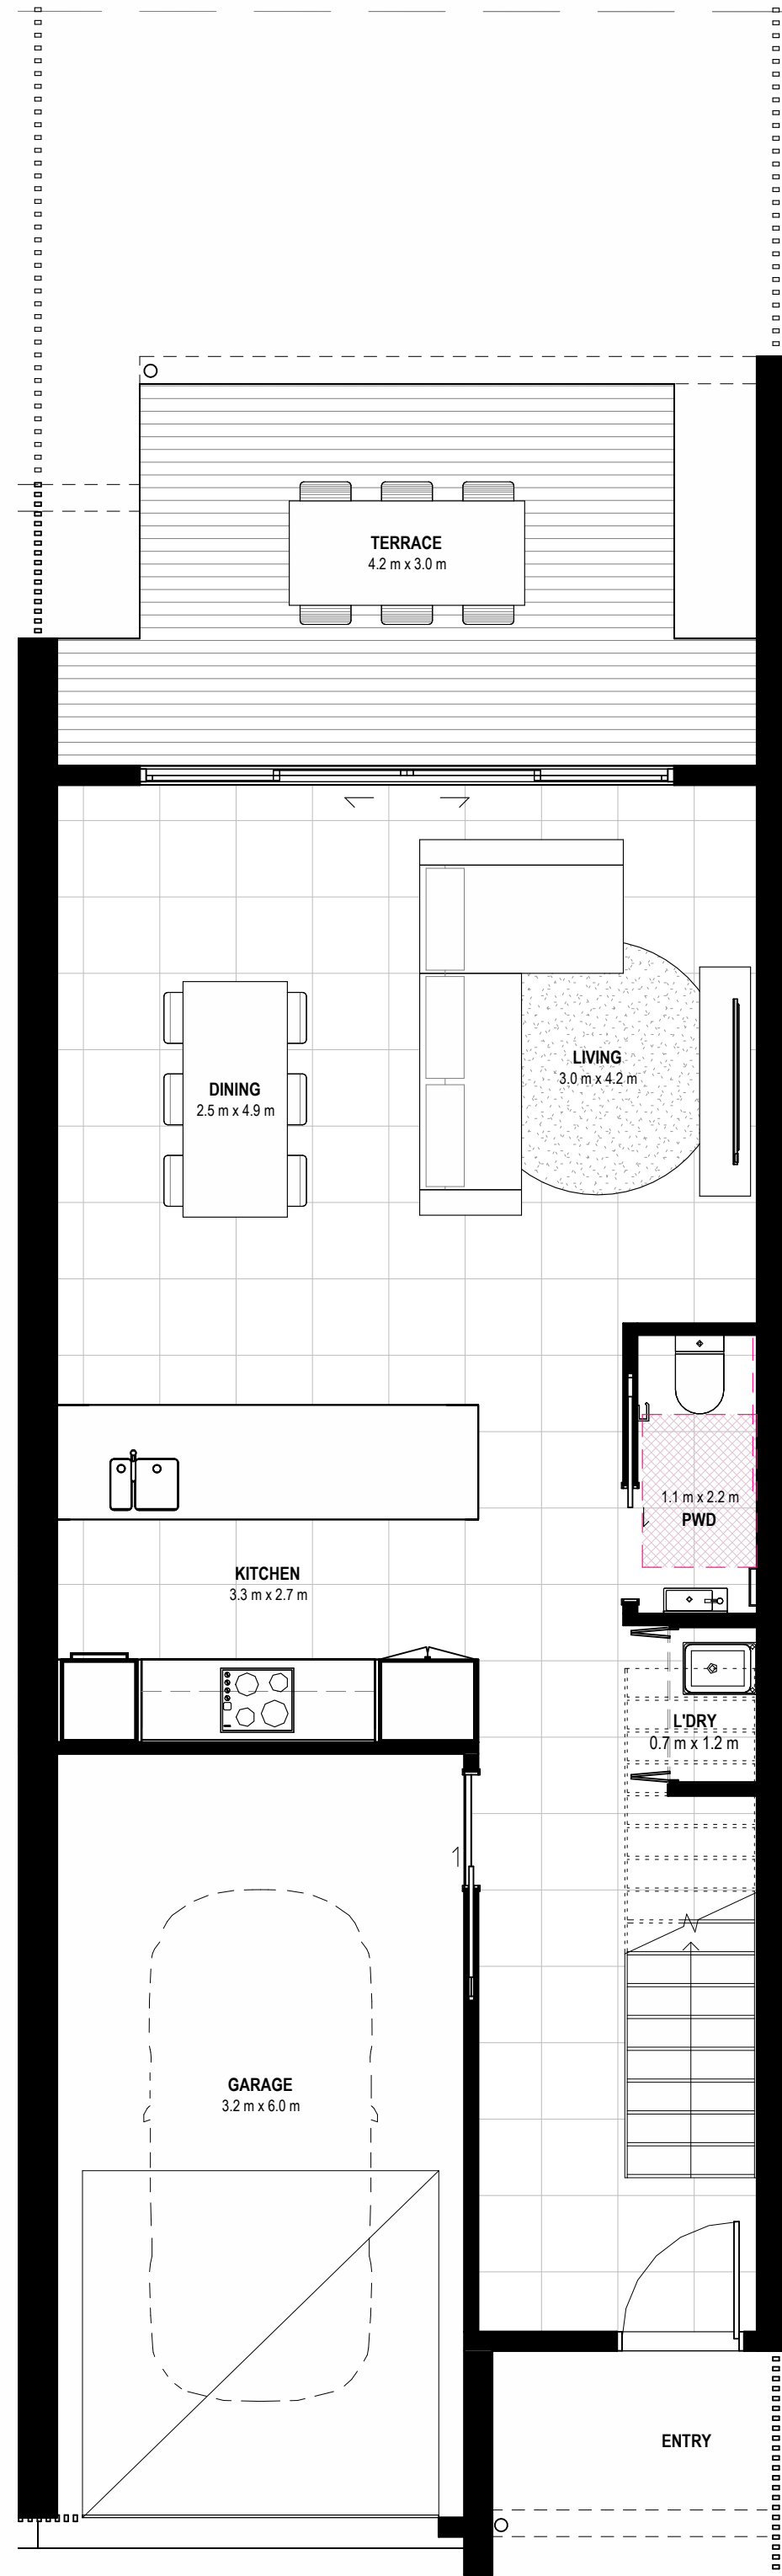 TERRACE
4.2 m x 3.0 m
LIVING
3.0 m x 4.2 m
DINING
2.5 m x 4.9 m
1.1 m x 2.2 m
PWD
KITCHEN
3.3 m x 2.7 m
L'DRY
0.7 m x 1.2 m
GARAGE
3.2 m x 6.0 m
ENTRY